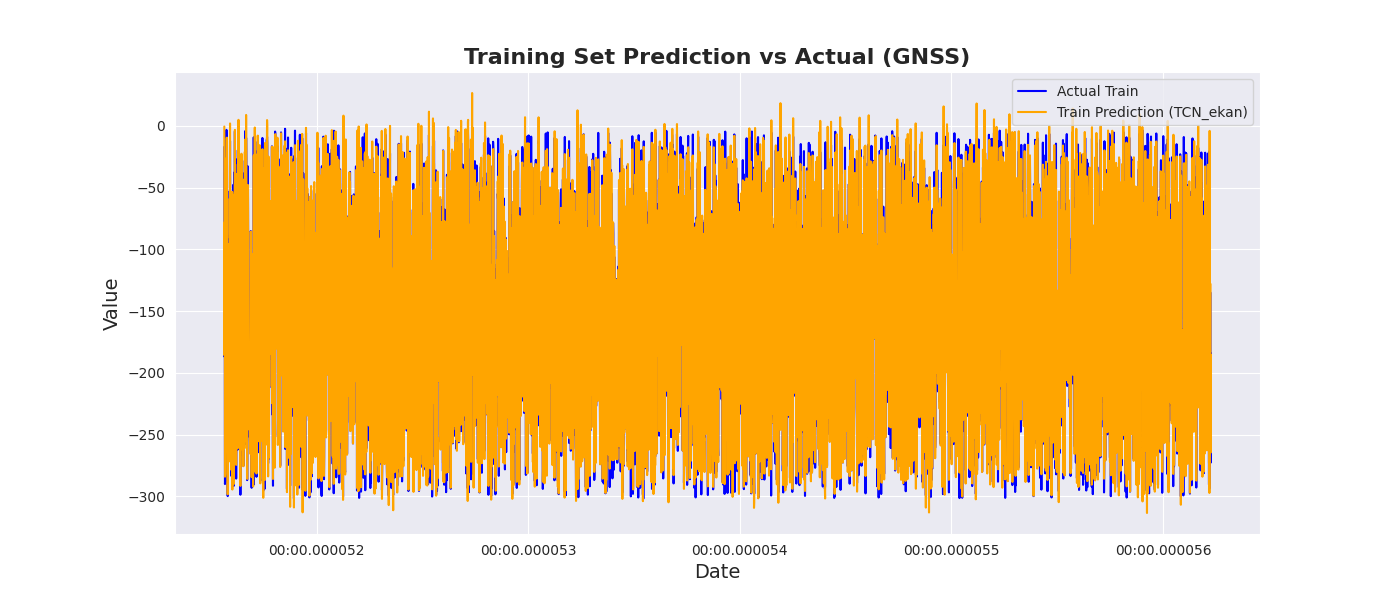 Training Set Prediction vs Actual (GNSS)
Actual Train
Train Prediction (TCN_ekan)
Value
0
−50
−100
−150
−200
−250
−300
00:00.000052
00:00.000053
00:00.000054
00:00.000055
00:00.000056
Date